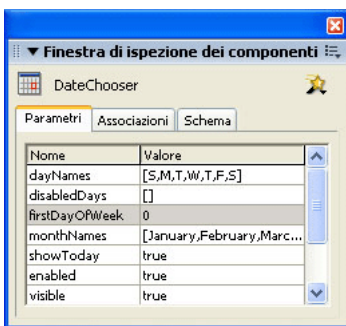 ▼ Finestra di ispezione dei componenti
DateChooser
Parametri Associazioni Schema
Nome Valore
dayNames [S,M,T,W,T,F,S]
disabledDays []
firstDayOfWeek 0
monthNames [January,February,Marc...
showToday true
enabled true
visible true